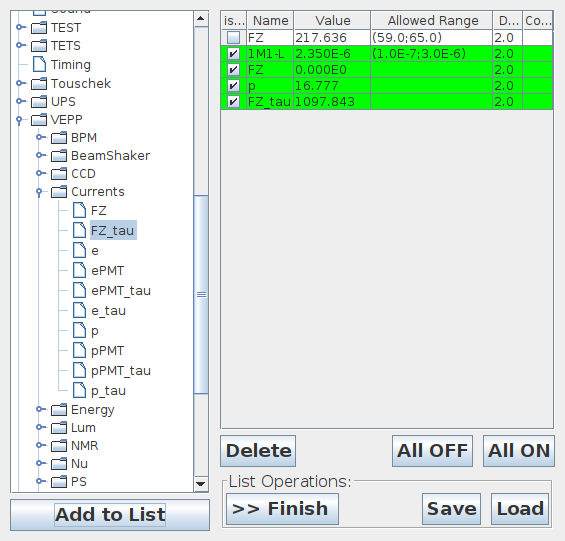 Sound
TEST
TETS
Timing
Touschek
UPS
VEPP
BPM
BeamShaker
CCD
Currents
FZ
FZ_tau
e
ePMT
ePMT_tau
e_tau
p
pPMT
pPMT_tau
p_tau
Energy
Lum
NMR
Nu
PS
Add to List
is... Name Value Allowed Range D... Co...
FZ 217.636 (59.0;65.0) 2.0
1M1-L 2.350E-6 (1.0E-7;3.0E-6) 2.0
FZ 0.000E0 2.0
p 16.777 2.0
FZ_tau 1097.843 2.0
Delete All OFF All ON
List Operations:
>> Finish Save Load